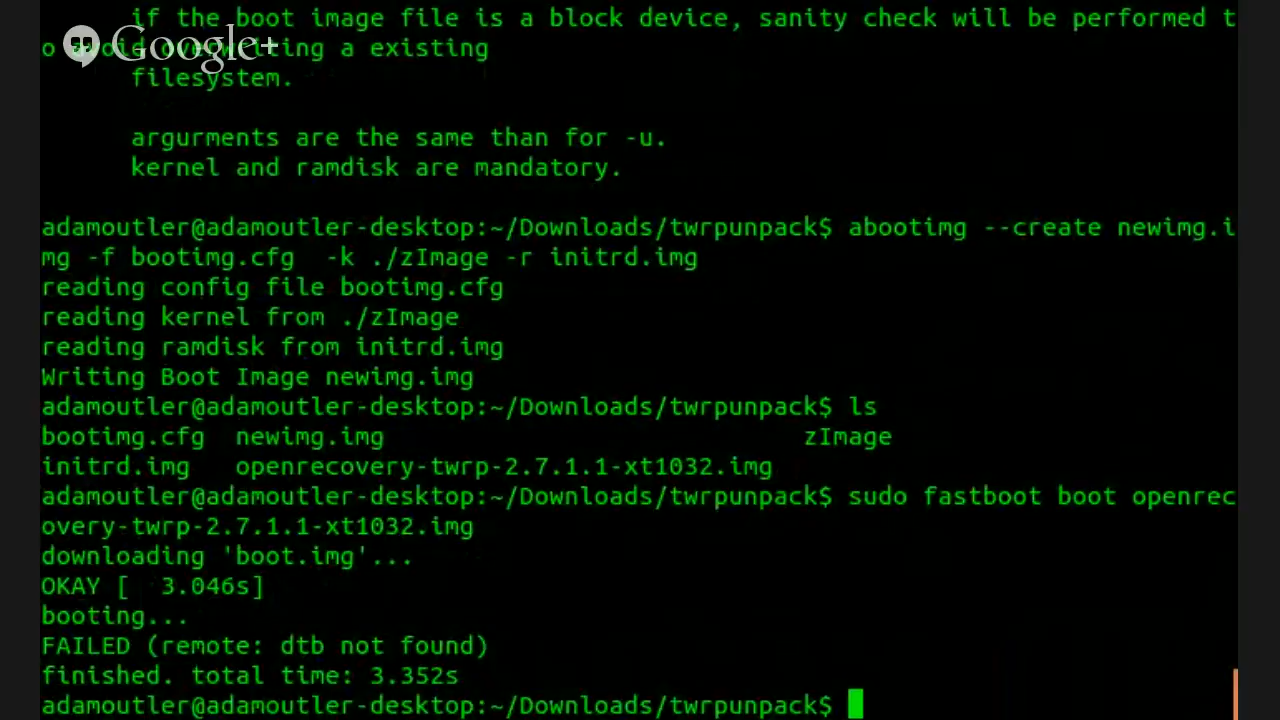 if the boot image file is a block device, sanity check will be performed t
Google+
o avoid overwriting a existing
filesystem.
argurments are the same than for -u.
kernel and ramdisk are mandatory.
adamoutler@adamoutler-desktop:~/Downloads/twrpunpack$ abootimg --create newimg.i
mg -f bootimg.cfg  -k ./zImage -r initrd.img
reading config file bootimg.cfg
reading kernel from ./zImage
reading ramdisk from initrd.img
Writing Boot Image newimg.img
adamoutler@adamoutler-desktop:~/Downloads/twrpunpack$ ls
bootimg.cfg  newimg.img                            zImage
initrd.img   openrecovery-twrp-2.7.1.1-xt1032.img
adamoutler@adamoutler-desktop:~/Downloads/twrpunpack$ sudo fastboot boot openrec
overy-twrp-2.7.1.1-xt1032.img
downloading 'boot.img'...
OKAY [  3.046s]
booting...
FAILED (remote: dtb not found)
finished. total time: 3.352s
adamoutler@adamoutler-desktop:~/Downloads/twrpunpack$